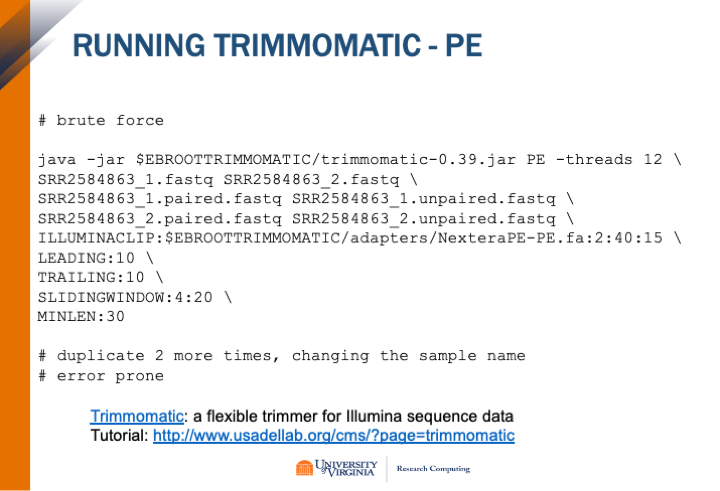 RUNNING TRIMMOMATIC - PE
# brute force
java -jar $EBROOTTRIMMOMATIC/trimmomatic-0.39.jar PE -threads 12 \
SRR2584863_1.fastq SRR2584863_2.fastq \
SRR2584863_1.paired.fastq SRR2584863_1.unpaired.fastq \
SRR2584863_2.paired.fastq SRR2584863_2.unpaired.fastq \
ILLUMINACLIP:$EBROOTTRIMMOMATIC/adapters/NexteraPE-PE.fa:2:40:15 \
LEADING:10 \
TRAILING:10 \
SLIDINGWINDOW:4:20 \
MINLEN:30
# duplicate 2 more times, changing the sample name
# error prone
Trimmomatic: a flexible trimmer for Illumina sequence data
Tutorial: http://www.usadellab.org/cms/?page=trimmomatic
UNIVERSITY
of VIRGINIA
Research Computing